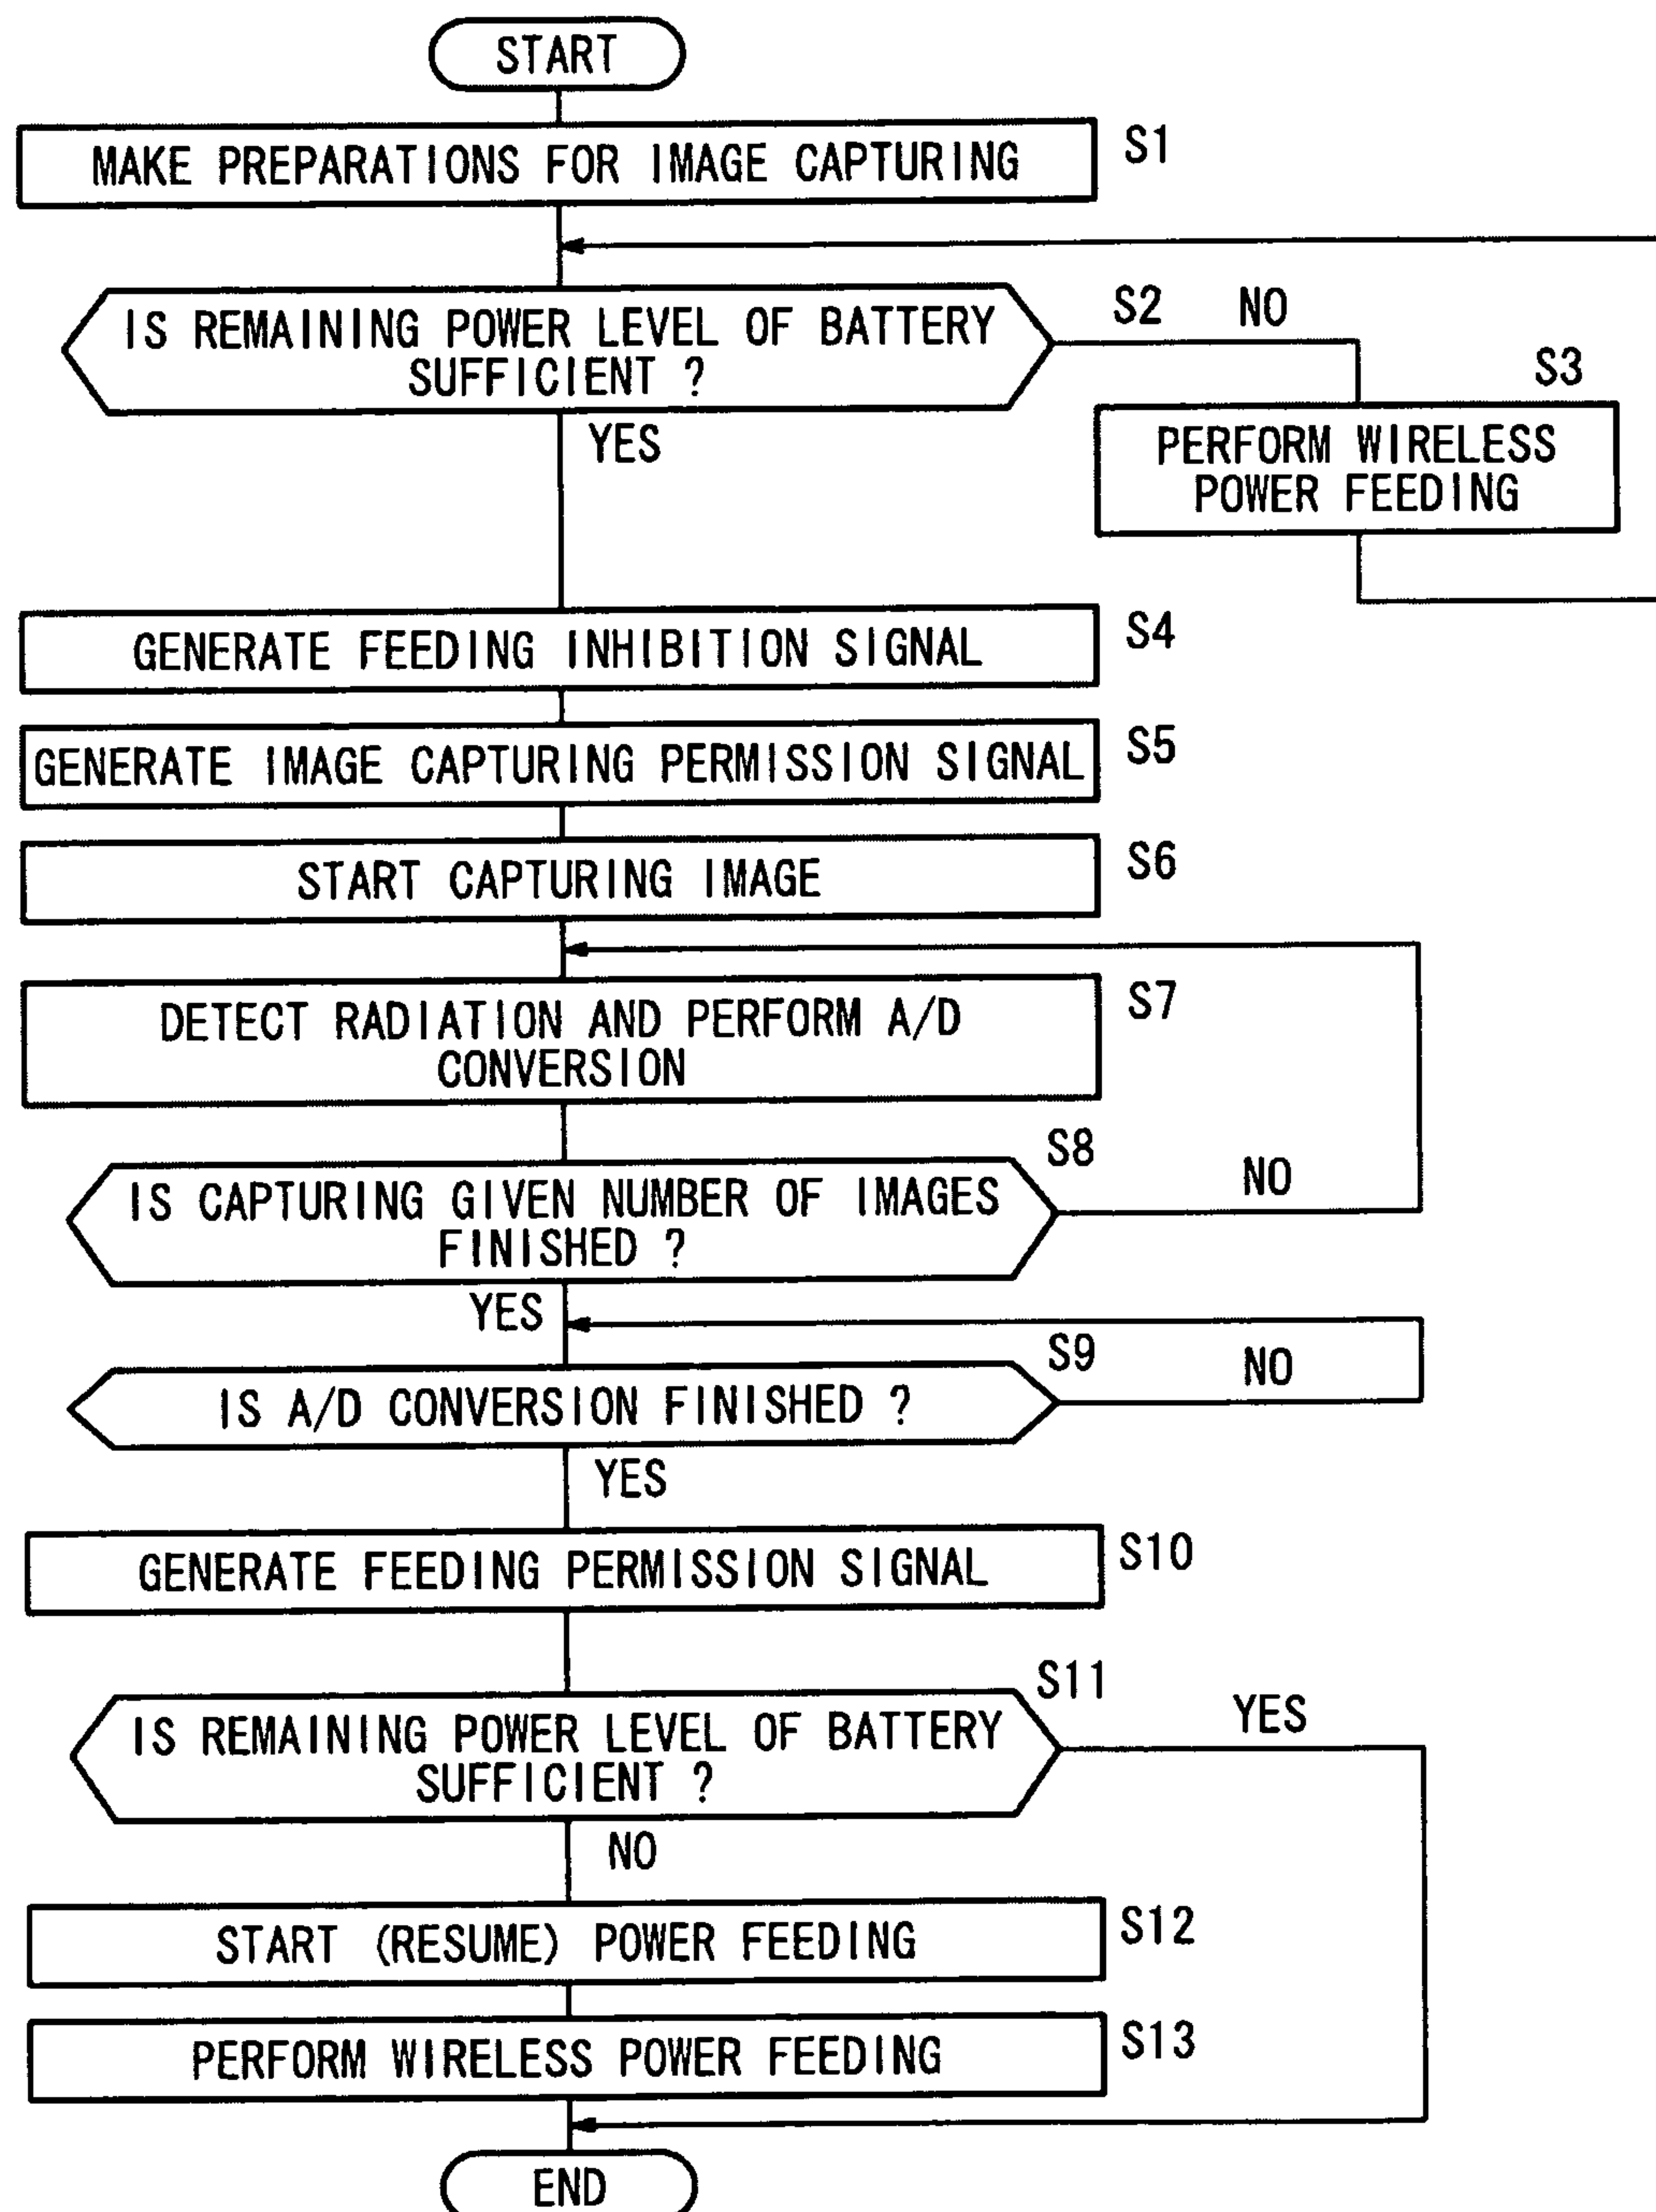 START
MAKE PREPARATIONS FOR IMAGE CAPTURING
S1
IS REMAINING POWER LEVEL OF BATTERY
SUFFICIENT ?
S2
NO
YES
S3
PERFORM WIRELESS
POWER FEEDING
GENERATE FEEDING INHIBITION SIGNAL
S4
GENERATE IMAGE CAPTURING PERMISSION SIGNAL
S5
START CAPTURING IMAGE
S6
DETECT RADIATION AND PERFORM A/D
CONVERSION
S7
IS CAPTURING GIVEN NUMBER OF IMAGES
FINISHED ?
S8
NO
YES
IS A/D CONVERSION FINISHED ?
S9
NO
YES
GENERATE FEEDING PERMISSION SIGNAL
S10
IS REMAINING POWER LEVEL OF BATTERY
SUFFICIENT ?
S11
YES
NO
START (RESUME) POWER FEEDING
S12
PERFORM WIRELESS POWER FEEDING
S13
END